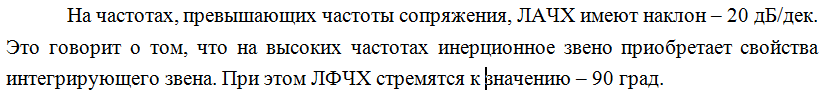 На частотах, превышающих частоты сопряжения, ЛАЧХ имеют наклон – 20 дБ/дек.
Это говорит о том, что на высоких частотах инерционное звено приобретает свойства
интегрирующего звена. При этом ЛФЧХ стремятся к значению – 90 град.